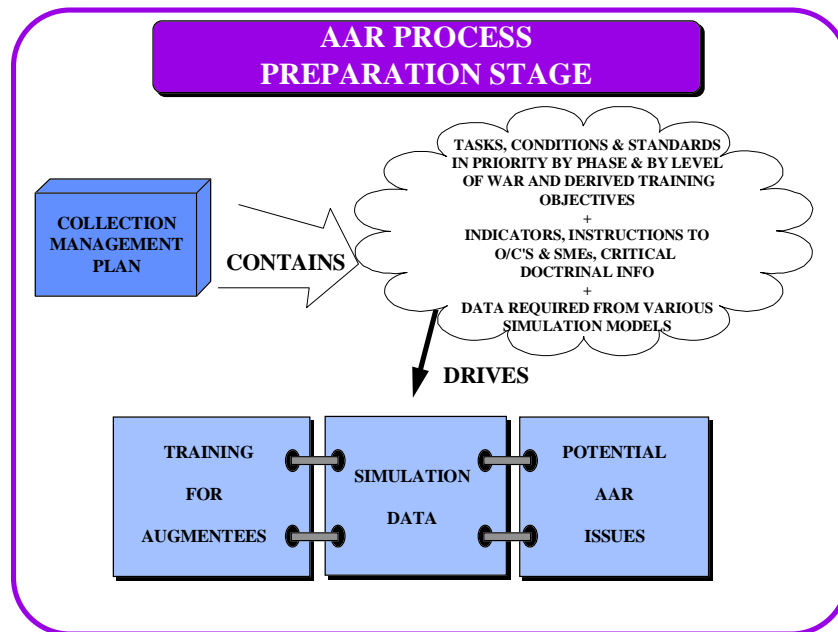 AAR PROCESS
PREPARATION STAGE
TASKS, CONDITIONS & STANDARDS
IN PRIORITY BY PHASE & BY LEVEL
OF WAR AND DERIVED TRAINING
OBJECTIVES
+
INDICATORS, INSTRUCTIONS TO
O/C'S & SMEs, CRITICAL
DOCTRINAL INFO
+
DATA REQUIRED FROM VARIOUS
SIMULATION MODELS
COLLECTION
MANAGEMENT
PLAN
CONTAINS
DRIVES
TRAINING
FOR
AUGMENTEES
SIMULATION
DATA
POTENTIAL
AAR
ISSUES